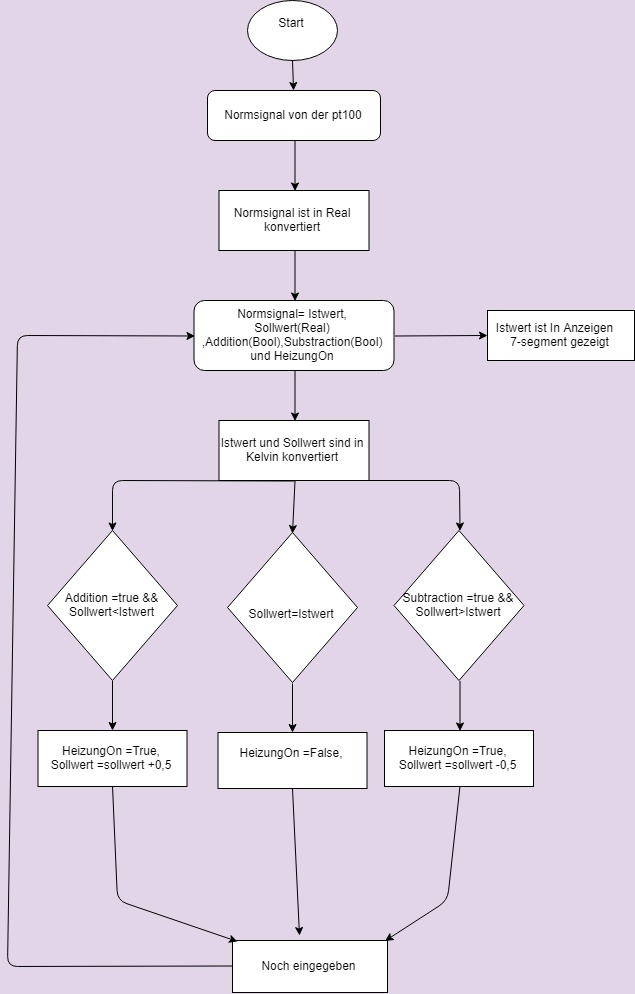 Start
Normsignal von der pt100
Normsignal ist in Real
konvertiert
Normsignal= Istwert,
Sollwert(Real)
,Addition(Bool),Substraction(Bool)
und HeizungOn
Istwert ist In Anzeigen
7-segment gezeigt
Istwert und Sollwert sind in
Kelvin konvertiert
Addition =true &&
Sollwert<Istwert
Sollwert=Istwert
Subtraction =true &&
Sollwert>Istwert
HeizungOn =True,
Sollwert =sollwert +0,5
HeizungOn =False,
HeizungOn =True,
Sollwert =sollwert -0,5
Noch eingegeben